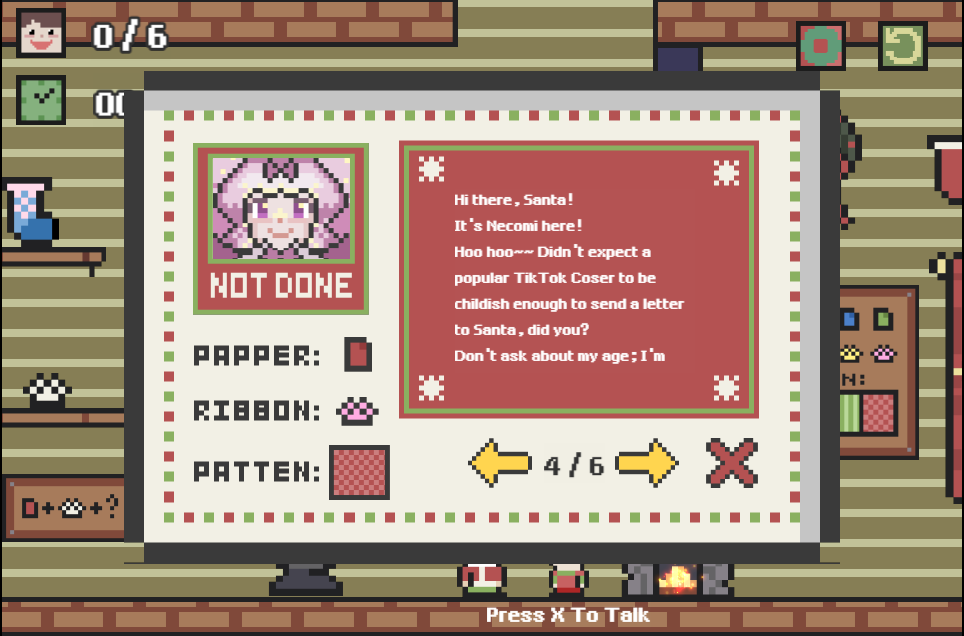 0/6
00
NOT DONE
PAPPER:
RIBBON:
PATTEN:
Hi there, Santa!
It's Necomi here!
Hoo hoo~~ Didn't expect a
popular TikTok Coser to be
childish enough to send a letter
to Santa, did you?
Don't ask about my age; I'm
4/6
N:
+ + ?
Press X To Talk